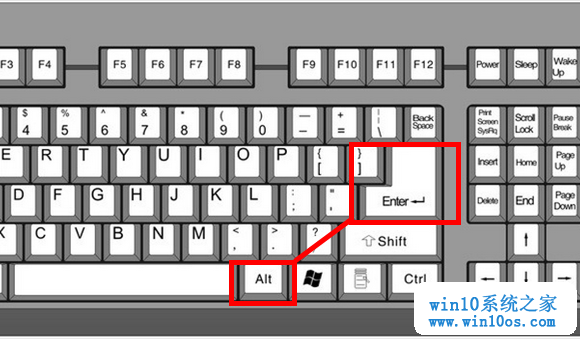 F3 F4 F5 F6 F7 F8 F9 F10 F11 F12 Power Sleep Wake Up
$ 4 % 5 ^ 6 & 7 * 8 ( 9 ) 0 — - + = | \ Back Space Print Screen SysRq Scroll Lock Pause Break
E R T Y U I O P { [ } ] Insert Home Page Up
D F G H J K L : ; " ' Enter Delete End Page Down
C V B N M < , > . ? Shift
Alt Ctrl
win10系统之家
www.win10os.com